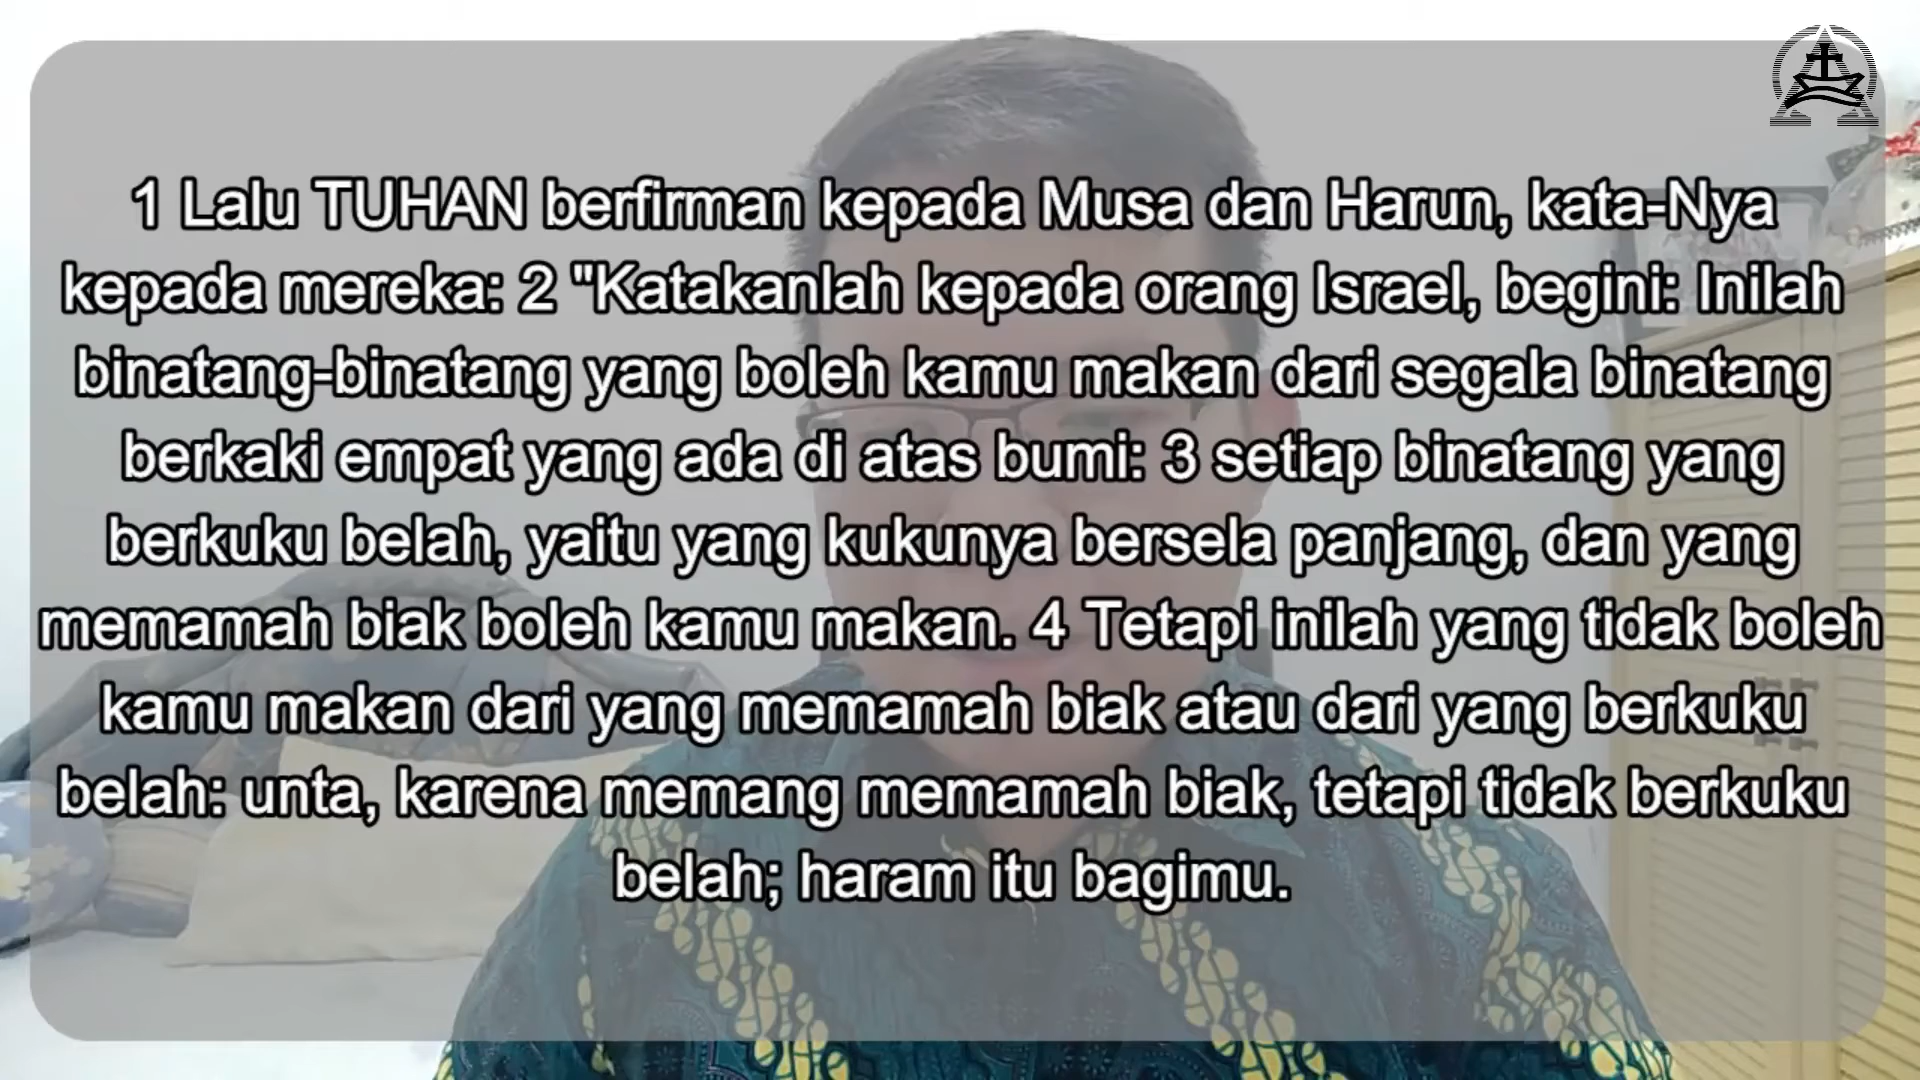 1 Lalu TUHAN berfirman kepada Musa dan Harun, kata-Nya
kepada mereka: 2 "Katakanlah kepada orang Israel, begini: Inilah
binatang-binatang yang boleh kamu makan dari segala binatang
berkaki empat yang ada di atas bumi: 3 setiap binatang yang
berkuku belah, yaitu yang kukunya bersela panjang, dan yang
memamah biak boleh kamu makan. 4 Tetapi inilah yang tidak boleh
kamu makan dari yang memamah biak atau dari yang berkuku
belah: unta, karena memang memamah biak, tetapi tidak berkuku
belah; haram itu bagimu.